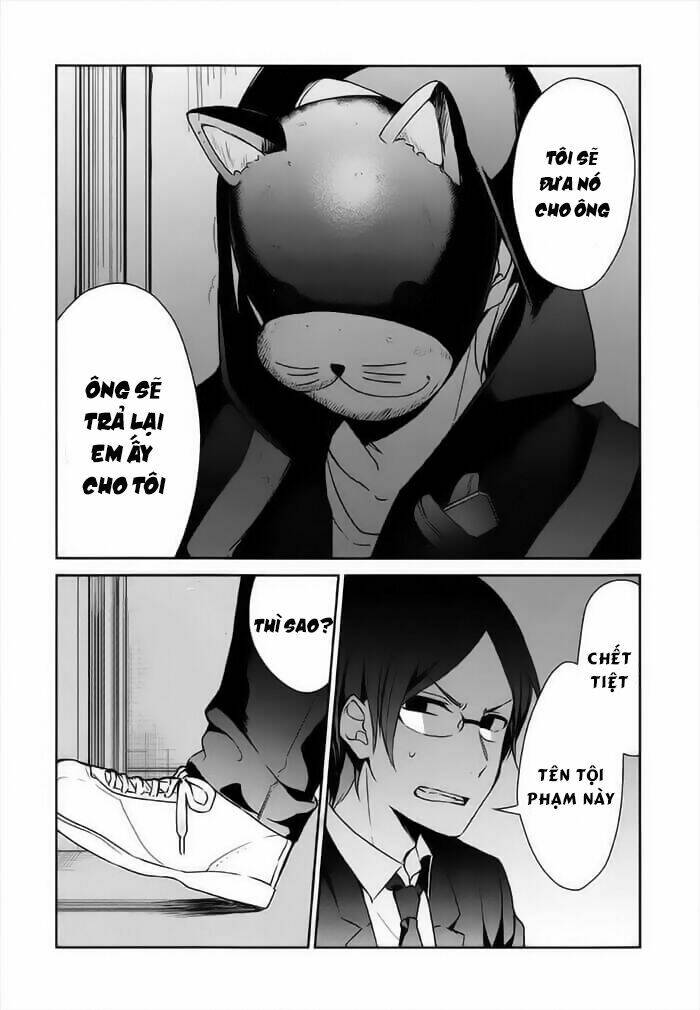 TÔI SẼ
ĐƯA NÓ
CHO ÔNG
ÔNG SẼ
TRẢ LẠI
EM ẤY
CHO TÔI
THÌ SAO?
CHẾT
TIỆT
TÊN TỘI
PHẠM NÀY